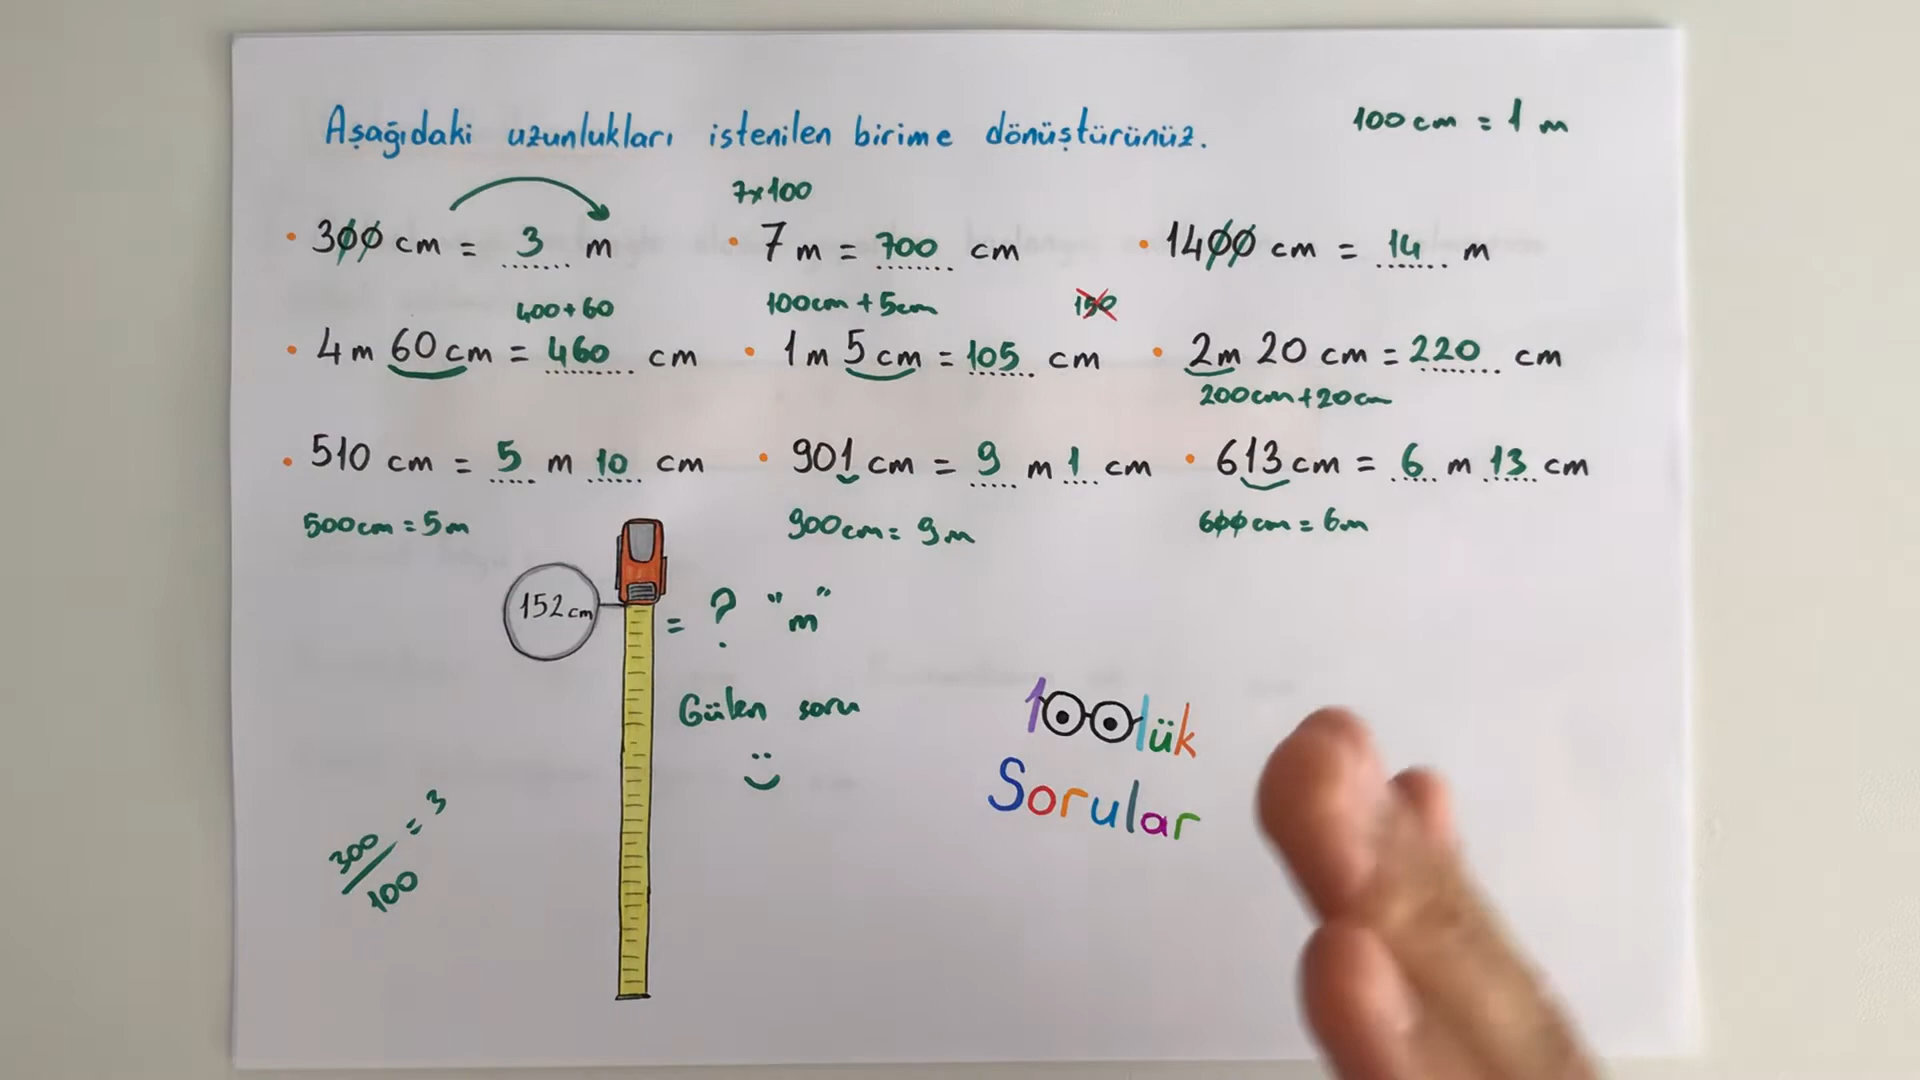 Aşağıdaki uzunlukları istenilen birime dönüştürünüz.
100 cm = 1 m
7x100
• 300 cm = 3 m
• 7 m = 700 cm
• 1400 cm = 14 m
400+60
100cm + 5cm
150
• 4 m 60 cm = 460 cm
• 1 m 5 cm = 105 cm
• 2m 20 cm = 220 cm
200cm+20cm
• 510 cm = 5 m 10 cm
• 901 cm = 9 m 1 cm
• 613 cm = 6 m 13 cm
500cm = 5m
900cm = 9m
600cm = 6m
152 cm
= ? "m"
Gülen soru
100lük
Sorular
300/100 = 3